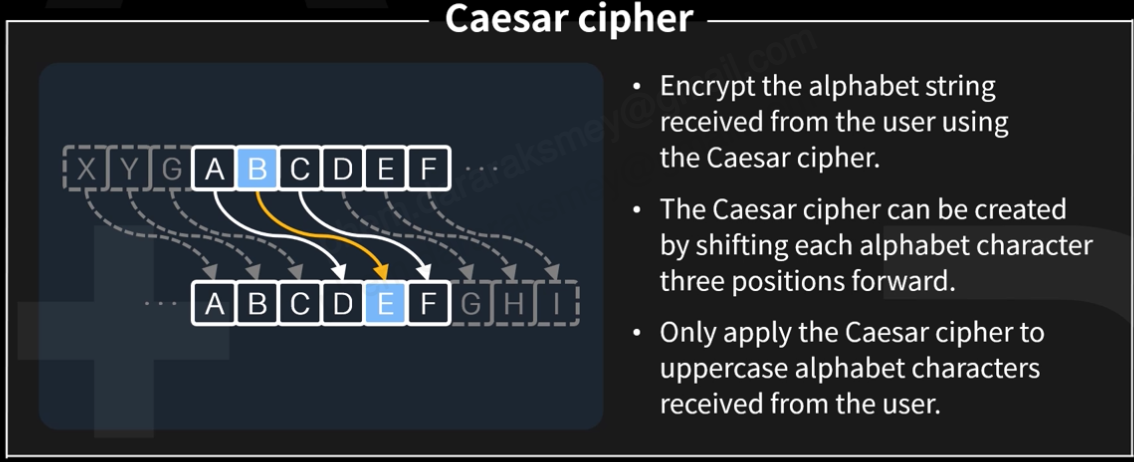 Caesar cipher
X Y G A B C D E F ...
... A B C D E F G H I
• Encrypt the alphabet string
received from the user using
the Caesar cipher.
• The Caesar cipher can be created
by shifting each alphabet character
three positions forward.
• Only apply the Caesar cipher to
uppercase alphabet characters
received from the user.